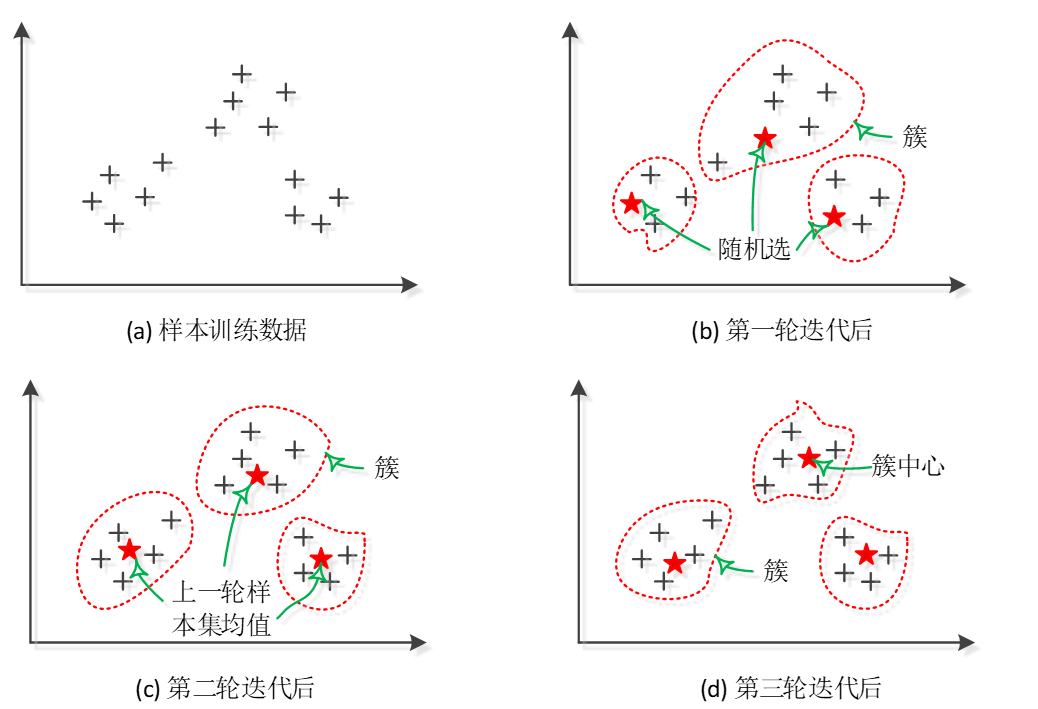 簇
随机选
(a) 样本训练数据
(b) 第一轮迭代后
簇
上一轮样
本集均值
(c) 第二轮迭代后
簇中心
簇
(d) 第三轮迭代后